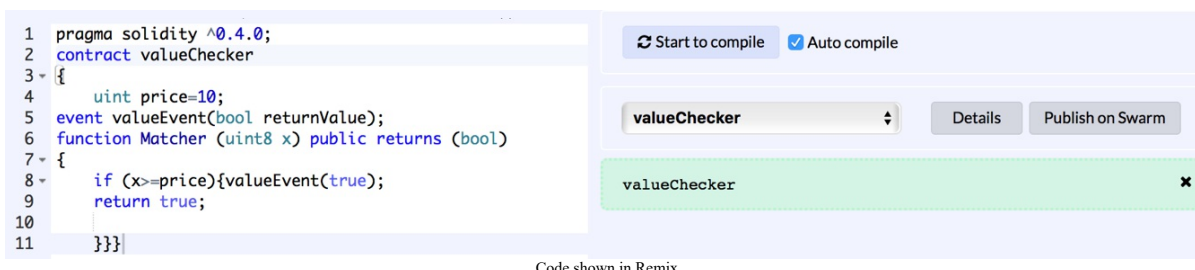 1 pragma solidity ^0.4.0;
2 contract valueChecker
3 {
4 uint price=10;
5 event valueEvent(bool returnValue);
6 function Matcher (uint8 x) public returns (bool)
7 {
8 if (x>=price){valueEvent(true);
9 return true;
10
11 }}}
Start to compile Auto compile
valueChecker Details Publish on Swarm
valueChecker
Code shown in Remix